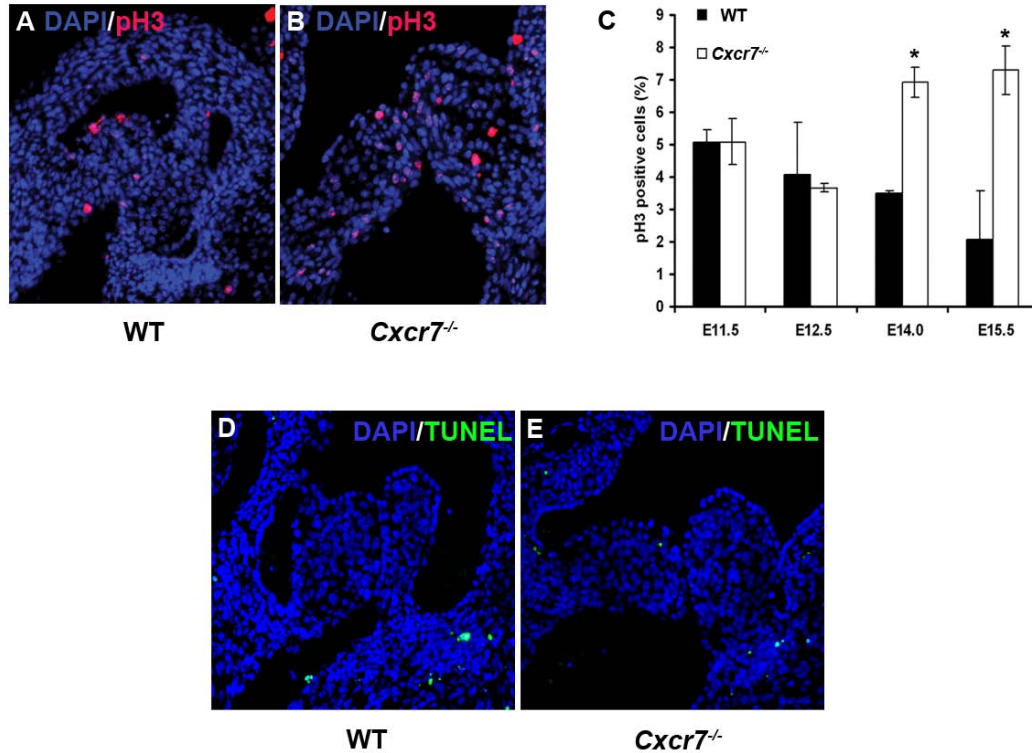 A DAPI/pH3
B DAPI/pH3
WT
Cxcr7-/-
C
WT
Cxcr7-/-
pH3 positive cells (%)
9
8
7
6
5
4
3
2
1
0
*
*
E11.5 E12.5 E14.0 E15.5
D DAPI/TUNEL
E DAPI/TUNEL
WT
Cxcr7-/-